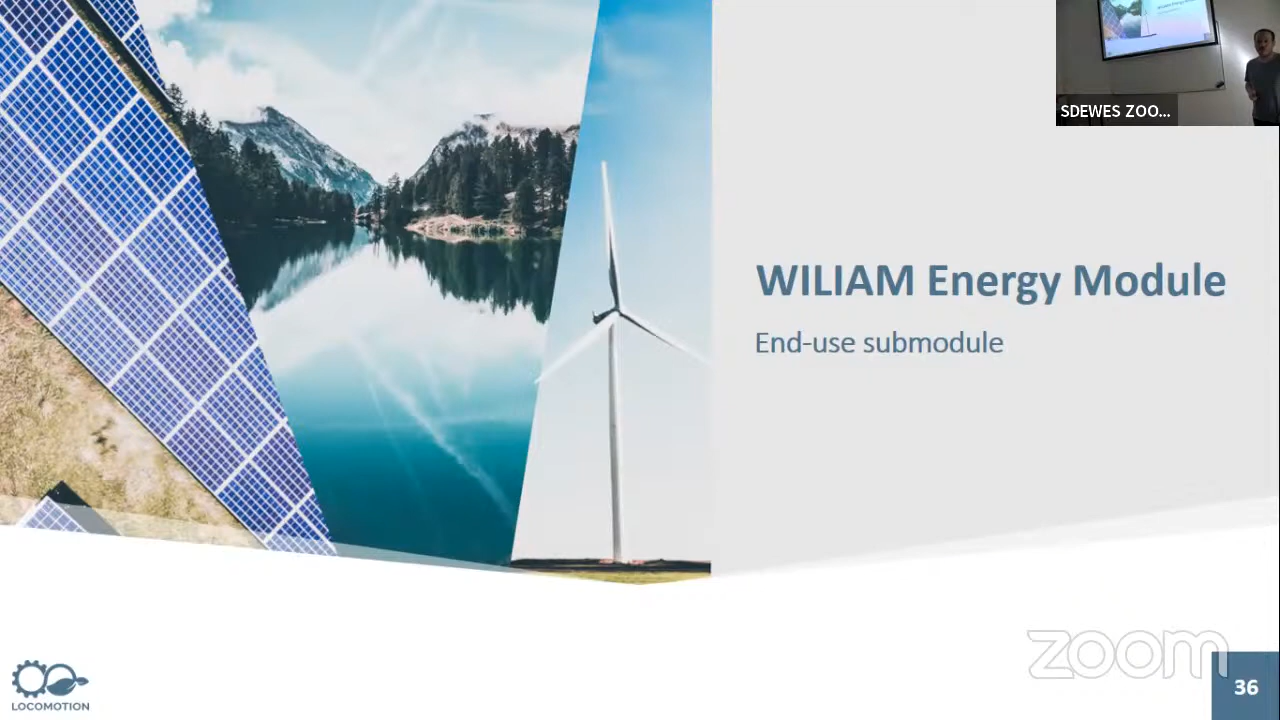 SDEWES ZOO...
WILIAM Energy Module
End-use submodule
zoom
LOCOMOTION
36